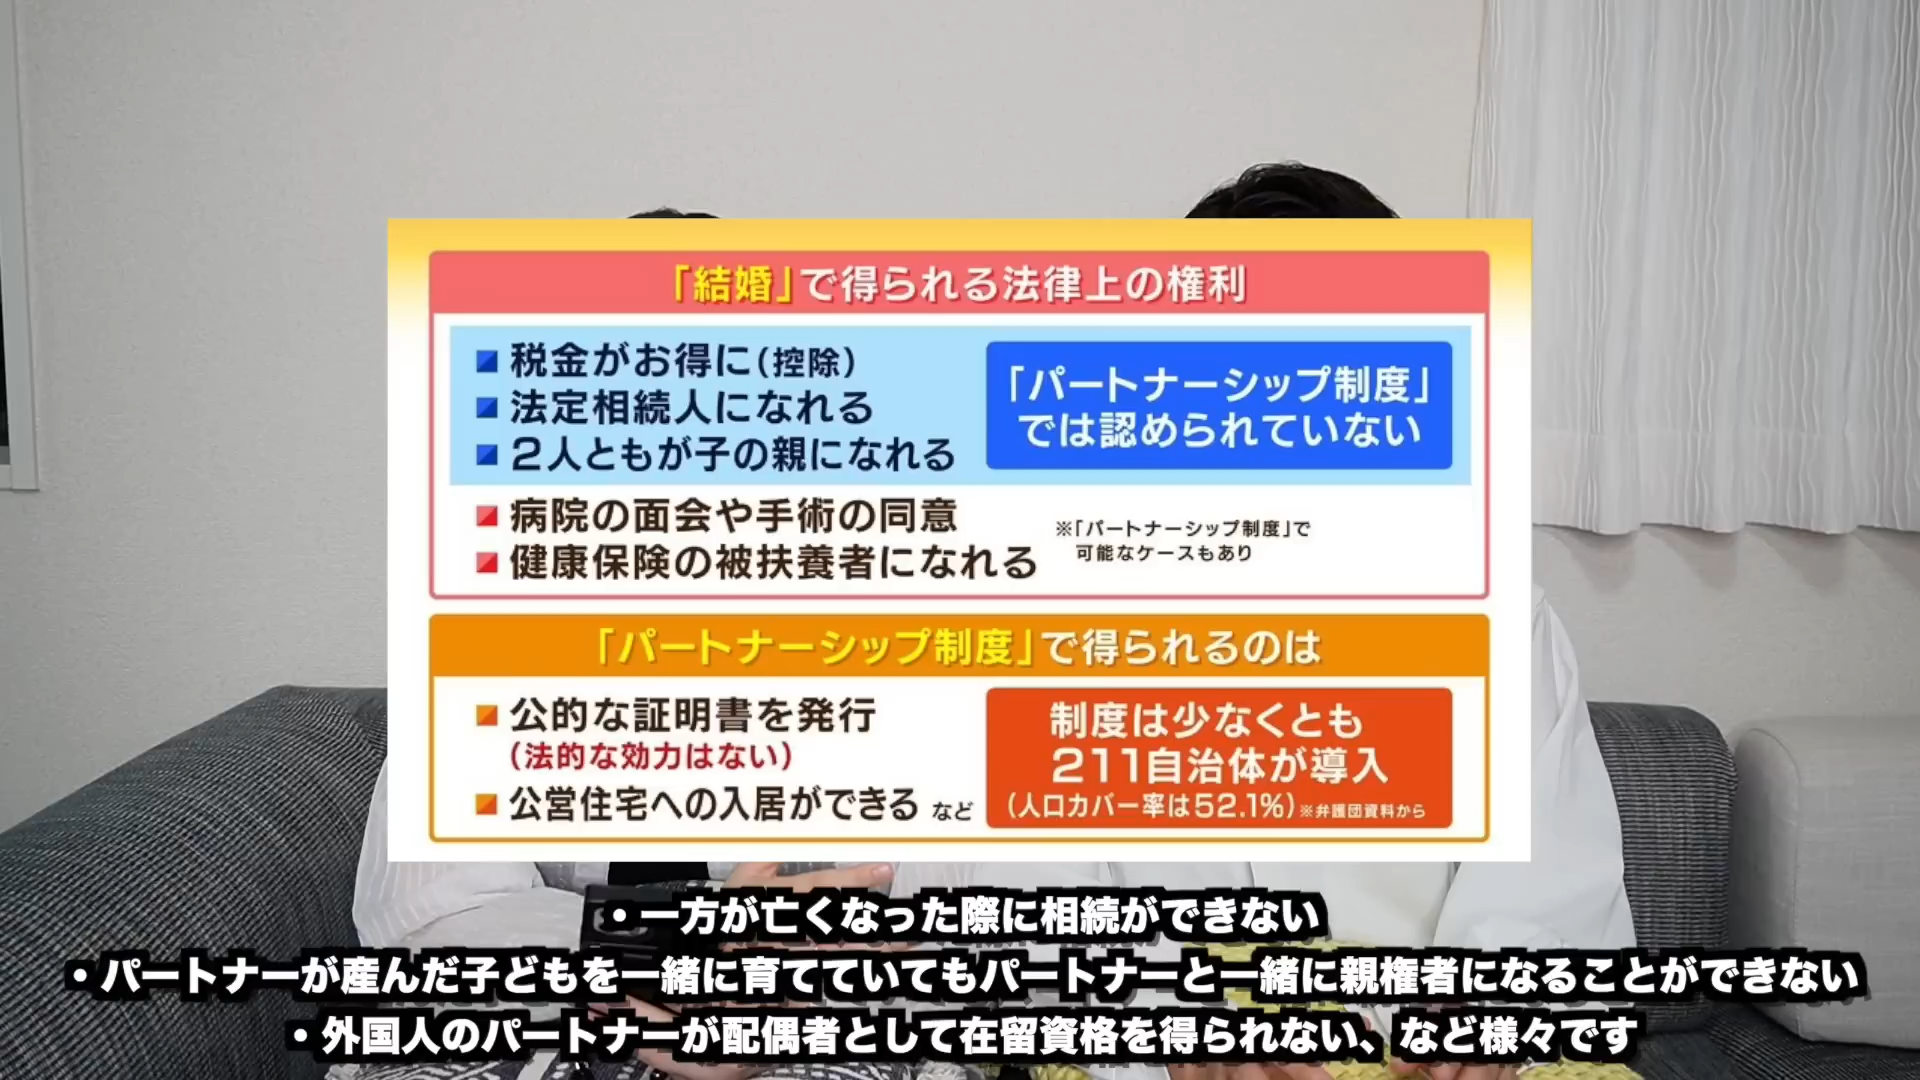 「結婚」で得られる法律上の権利
税金がお得に(控除)
法定相続人になれる
2人ともが子の親になれる
「パートナーシップ制度」
では認められていない
病院の面会や手術の同意
健康保険の被扶養者になれる
※「パートナーシップ制度」で
可能なケースもあり
「パートナーシップ制度」で得られるのは
公的な証明書を発行
(法的な効力はない)
公営住宅への入居ができる など
制度は少なくとも
211自治体が導入
(人口カバー率は52.1%)※弁護団資料から
・一方が亡くなった際に相続ができない
・パートナーが産んだ子どもを一緒に育てていてもパートナーと一緒に親権者になることができない
・外国人のパートナーが配偶者として在留資格を得られない、など様々です